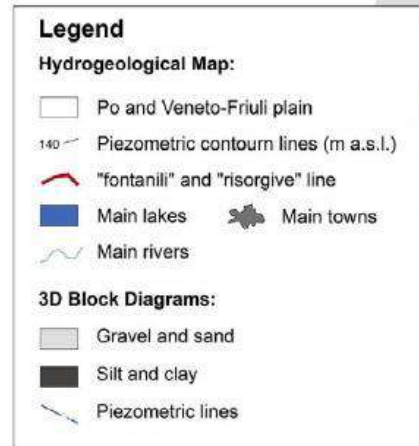 Legend
Hydrogeological Map:
Po and Veneto-Friuli plain
140 Piezometric contourn lines (m a.s.l.)
"fontanili" and "risorgive" line
Main lakes Main towns
Main rivers
3D Block Diagrams:
Gravel and sand
Silt and clay
Piezometric lines